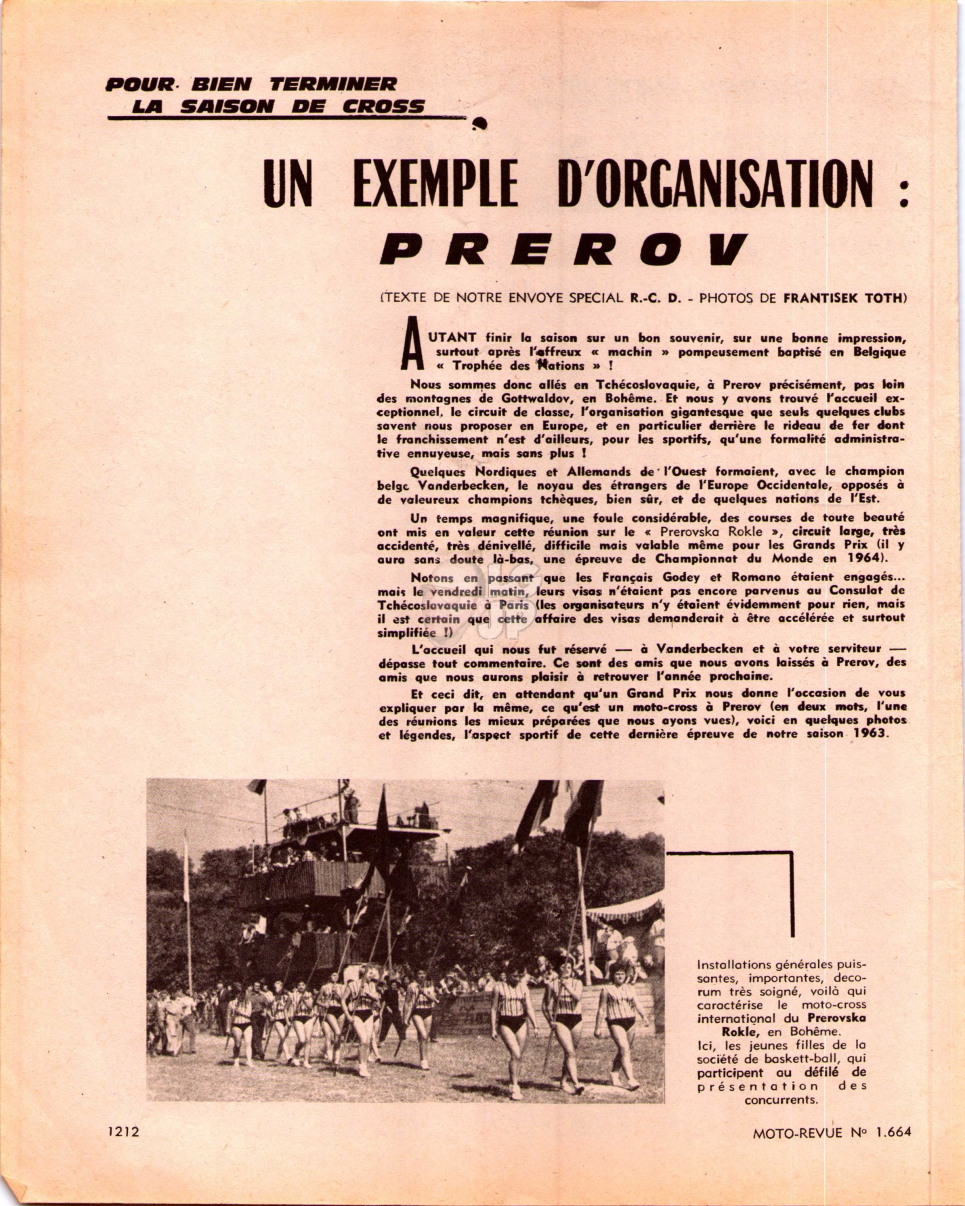 POUR BIEN TERMINER
LA SAISON DE CROSS
UN EXEMPLE D'ORGANISATION :
PREROV
(TEXTE DE NOTRE ENVOYE SPECIAL R.-C. D. - PHOTOS DE FRANTISEK TOTH)
AUTANT finir la saison sur un bon souvenir, sur une bonne impression,
surtout après l'affreux « machin » pompeusement baptisé en Belgique
« Trophée des Nations » !
Nous sommes donc allés en Tchécoslovaquie, à Prerov précisément, pas loin
des montagnes de Gottwaldov, en Bohême. Et nous y avons trouvé l'accueil ex-
ceptionnel, le circuit de classe, l'organisation gigantesque que seuls quelques clubs
savent nous proposer en Europe, et en particulier derrière le rideau de fer dont
le franchissement n'est d'ailleurs, pour les sportifs, qu'une formalité administra-
tive ennuyeuse, mais sans plus !
Quelques Nordiques et Allemands de l'Ouest formaient, avec le champion
belge Vanderbecken, le noyau des étrangers de l'Europe Occidentale, opposés à
de valeureux champions tchèques, bien sûr, et de quelques nations de l'Est.
Un temps magnifique, une foule considérable, des courses de toute beauté
ont mis en valeur cette réunion sur le « Prerovska Rokle », circuit large, très
accidenté, très dénivellé, difficile mais valable même pour les Grands Prix (il y
aura sans doute là-bas, une épreuve de Championnat du Monde en 1964).
Notons en passant que les Français Godey et Romano étaient engagés...
mais le vendredi matin, leurs visas n'étaient pas encore parvenus au Consulat de
Tchécoslovaquie à Paris (les organisateurs n'y étaient évidemment pour rien, mais
il est certain que cette affaire des visas demanderait à être accélérée et surtout
simplifiée !)
L'accueil qui nous fut réservé — à Vanderbecken et à votre serviteur —
dépasse tout commentaire. Ce sont des amis que nous avons laissés à Prerov, des
amis que nous aurons plaisir à retrouver l'année prochaine.
Et ceci dit, en attendant qu'un Grand Prix nous donne l'occasion de vous
expliquer par la même, ce qu'est un moto-cross à Prerov (en deux mots, l'une
des réunions les mieux préparées que nous ayons vues), voici en quelques photos
et légendes, l'aspect sportif de cette dernière épreuve de notre saison 1963.
Installations générales puis-
santes, importantes, deco-
rum très soigné, voilà qui
caractérise le moto-cross
international du Prerovska
Rokle, en Bohême.
Ici, les jeunes filles de la
société de baskett-ball, qui
participent au défilé de
présentation des
concurrents.
1212
MOTO-REVUE Nº 1.664